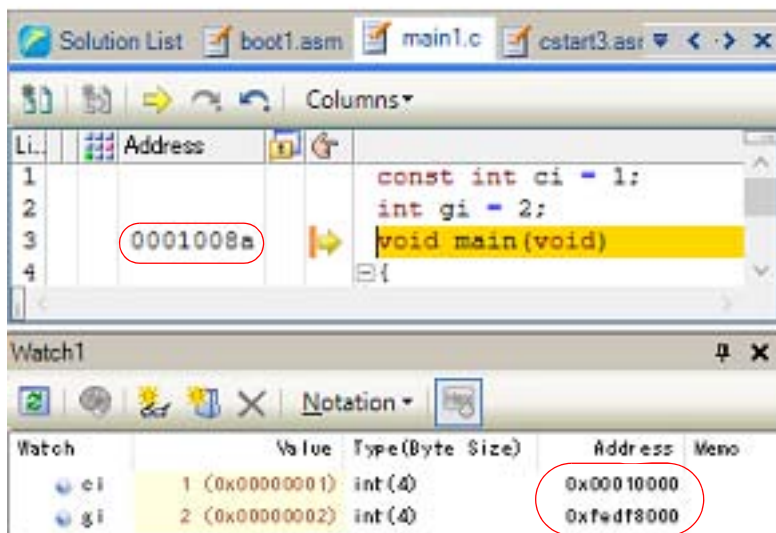 Solution List boot1.asm main1.c cstart3.asm
Columns
Li.. Address
1 const int ci = 1;
2 int gi = 2;
3 0001008a void main(void)
4 {
Watch1
Notation
Watch Value Type(Byte Size) Address Memo
ci 1 (0x00000001) int(4) 0x00010000
gi 2 (0x00000002) int(4) 0xfedf8000